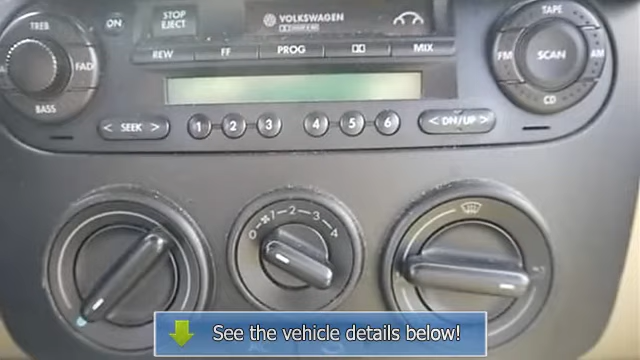 TREB
ON
STOP
EJECT
VOLKSWAGEN
TAPE
REW FF PROG MIX
FAD
FM SCAN AM
BASS
CD
< SEEK > 1 2 3 4 5 6 < DN/UP >
0 1 2 3 4
See the vehicle details below!